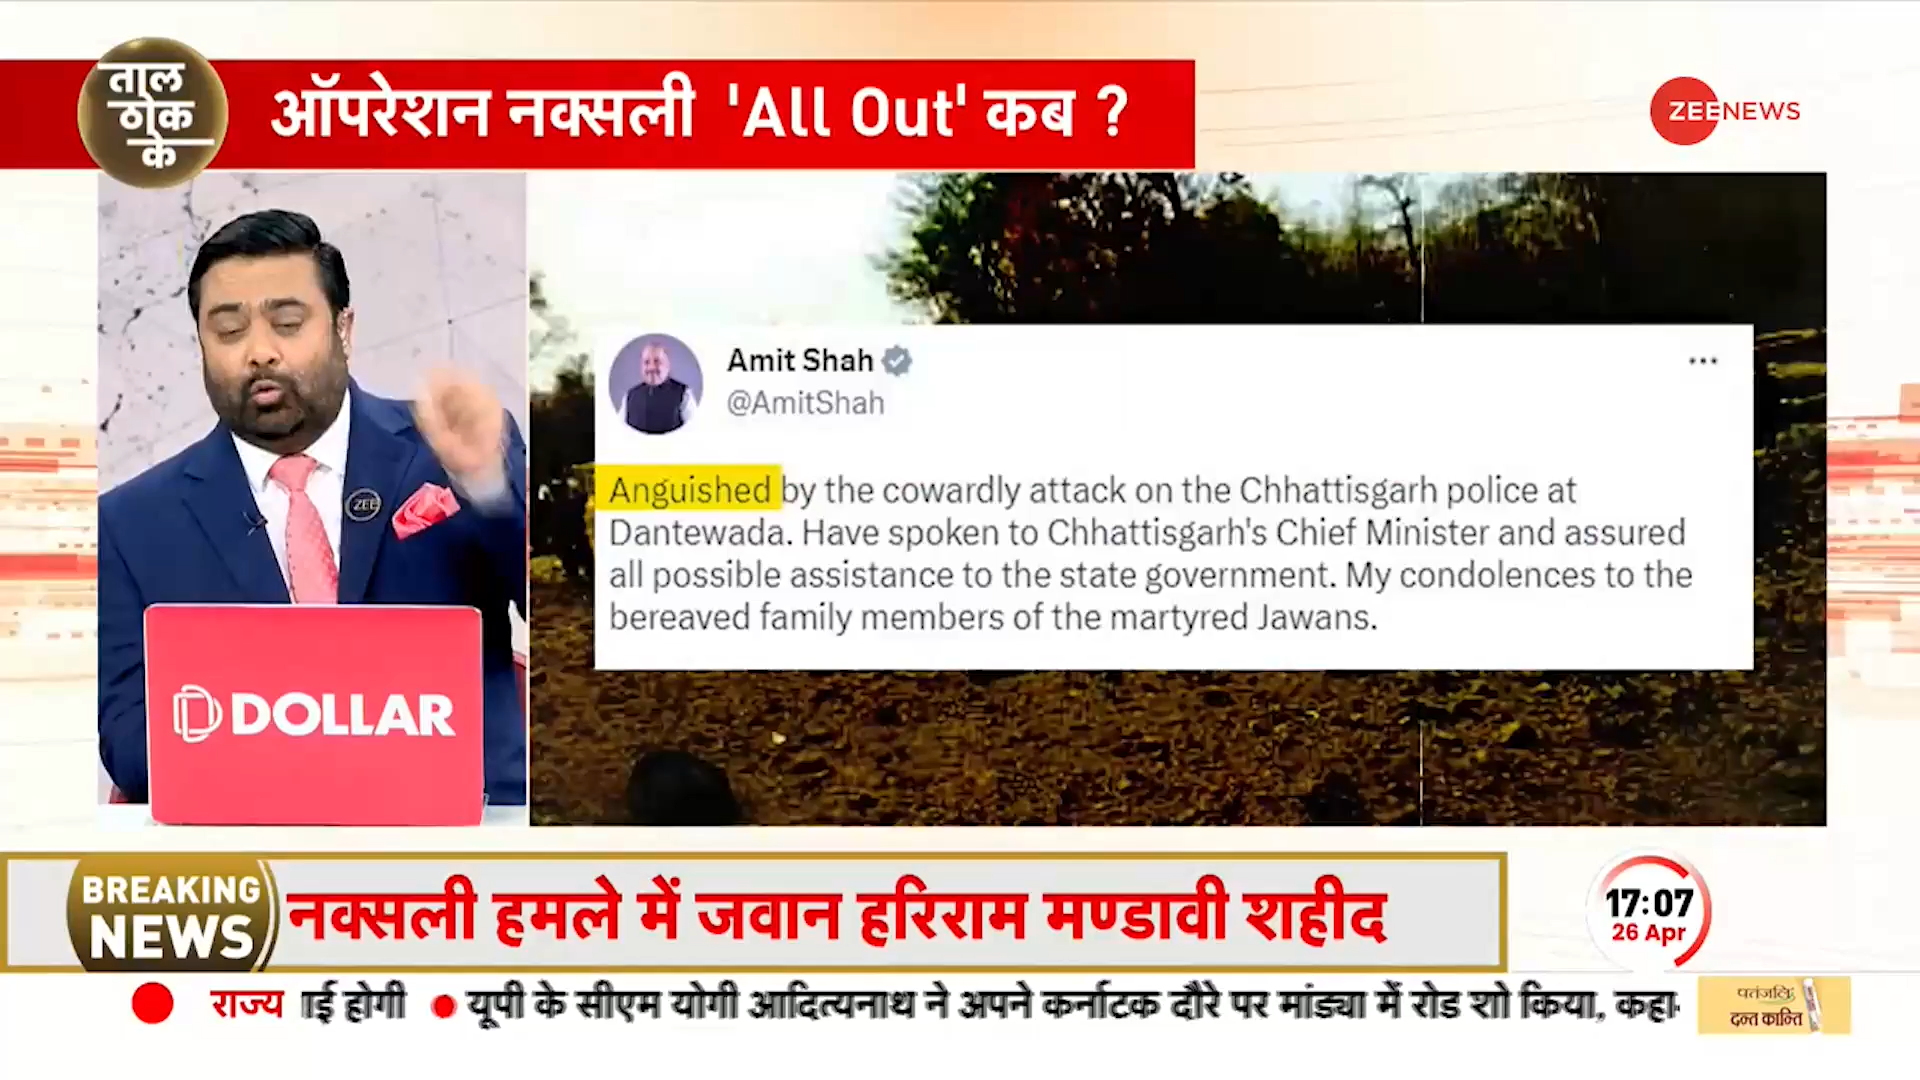 ताल
ठोक
के
ऑपरेशन नक्सली 'All Out' कब ?
ZEENEWS
Amit Shah
@AmitShah
Anguished by the cowardly attack on the Chhattisgarh police at
Dantewada. Have spoken to Chhattisgarh's Chief Minister and assured
all possible assistance to the state government. My condolences to the
bereaved family members of the martyred Jawans.
ZEE
DOLLAR
BREAKING
NEWS
नक्सली हमले में जवान हरिराम मण्डावी शहीद
17:07
26 Apr
राज्य ाई होगी • यूपी के सीएम योगी आदित्यनाथ ने अपने कर्नाटक दौरे पर मांड्या में रोड शो किया, कहा-
पतंजलि
दन्त कान्ति